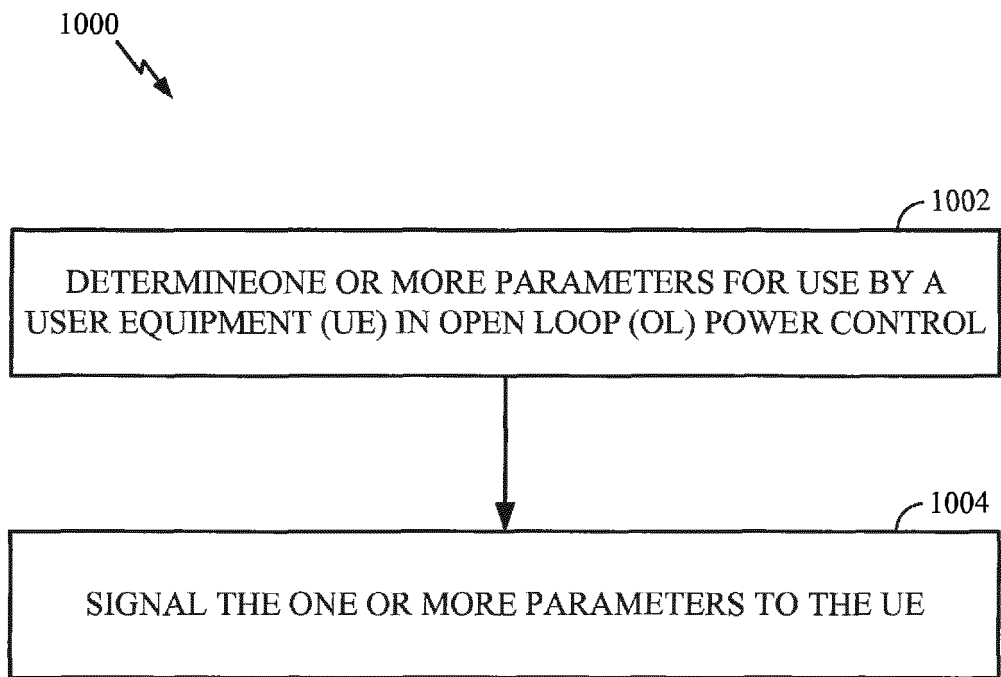 1000
1002
DETERMINEONE OR MORE PARAMETERS FOR USE BY A
USER EQUIPMENT (UE) IN OPEN LOOP (OL) POWER CONTROL
1004
SIGNAL THE ONE OR MORE PARAMETERS TO THE UE